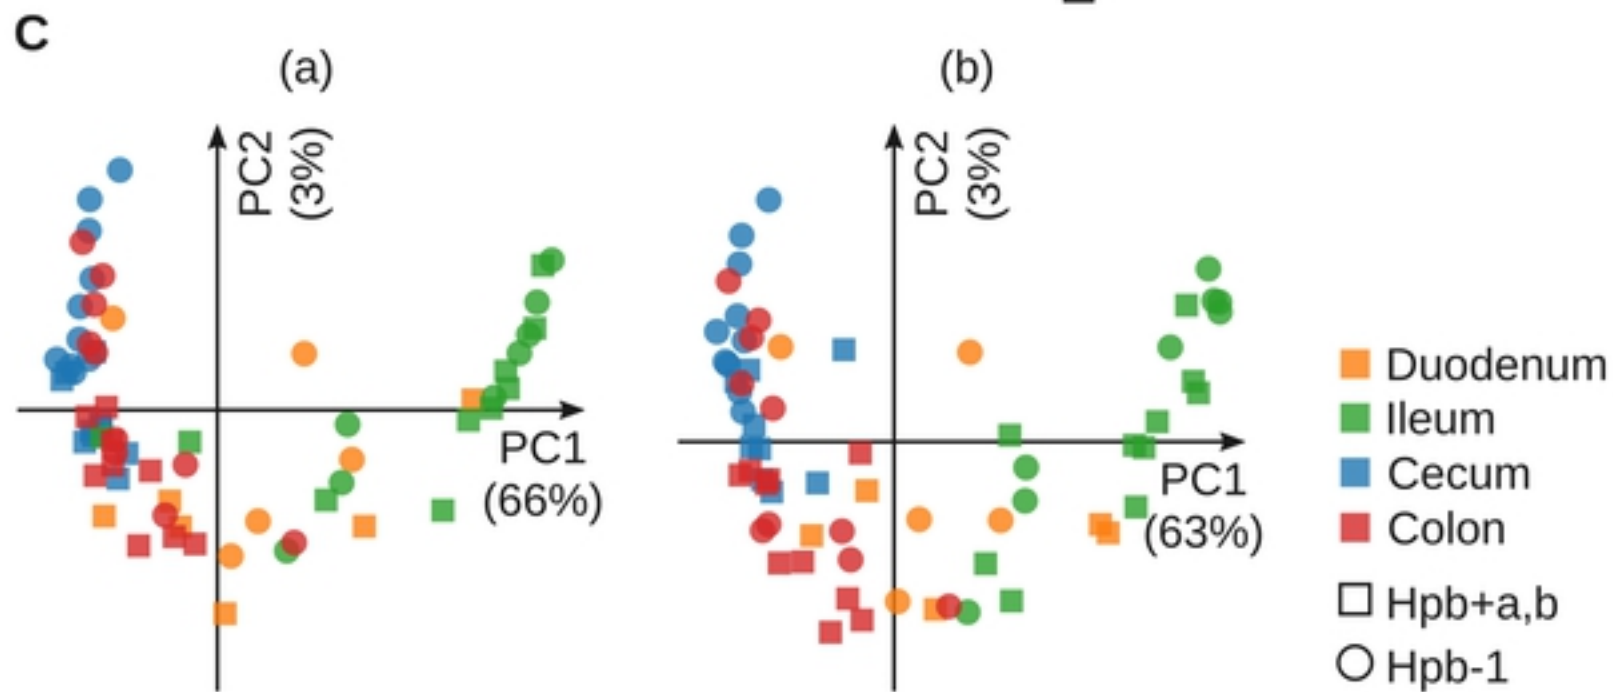 C
(a)
(b)
PC2
(3%)
PC2
(3%)
PC1
(66%)
PC1
(63%)
Duodenum
Ileum
Cecum
Colon
Hpb+a,b
Hpb-1